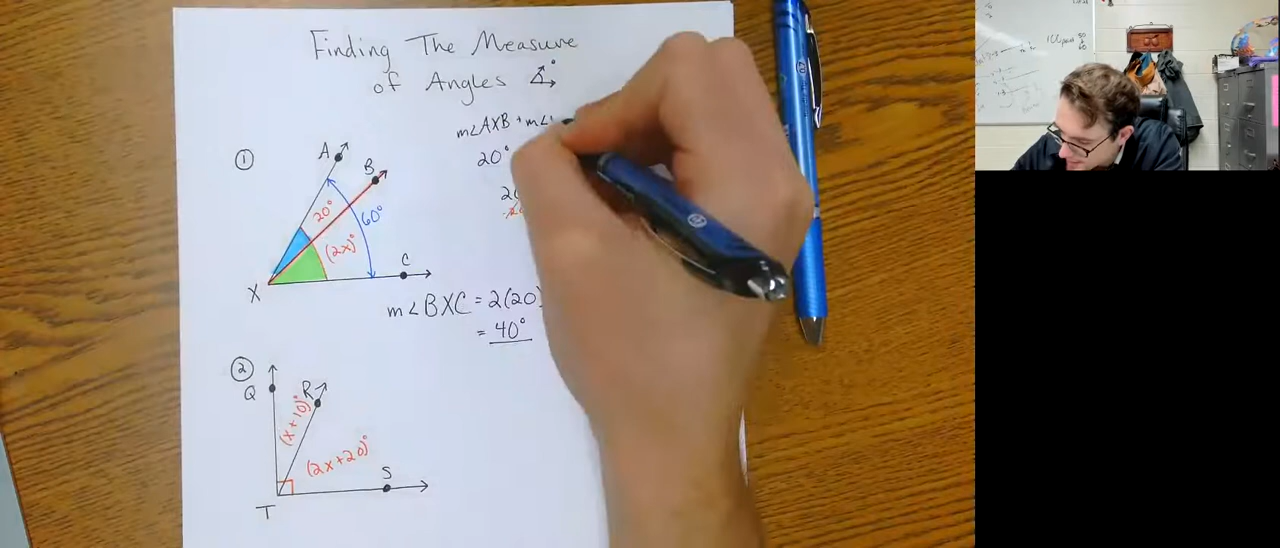 Finding The Measure
of Angles
m∠AXB + m∠
①
A
B
20°
20°
60°
(2x)°
C
X
m∠BXC = 2(20)
= 40°
②
Q
R
(x+10)°
(2x+20)°
S
T